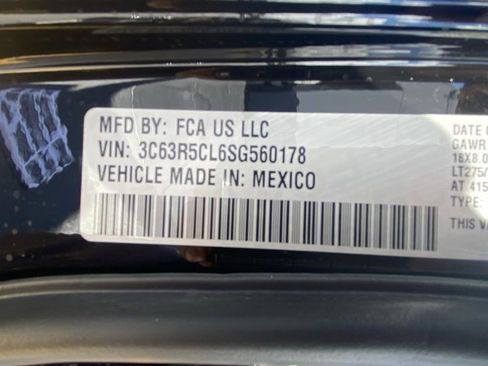 MFD BY: FCA US LLC
VIN: 3C63R5CL6SG560178
VEHICLE MADE IN: MEXICO
DATE O
GAWR
18X8.0
LT275/
AT 415
TYPE:
THIS V